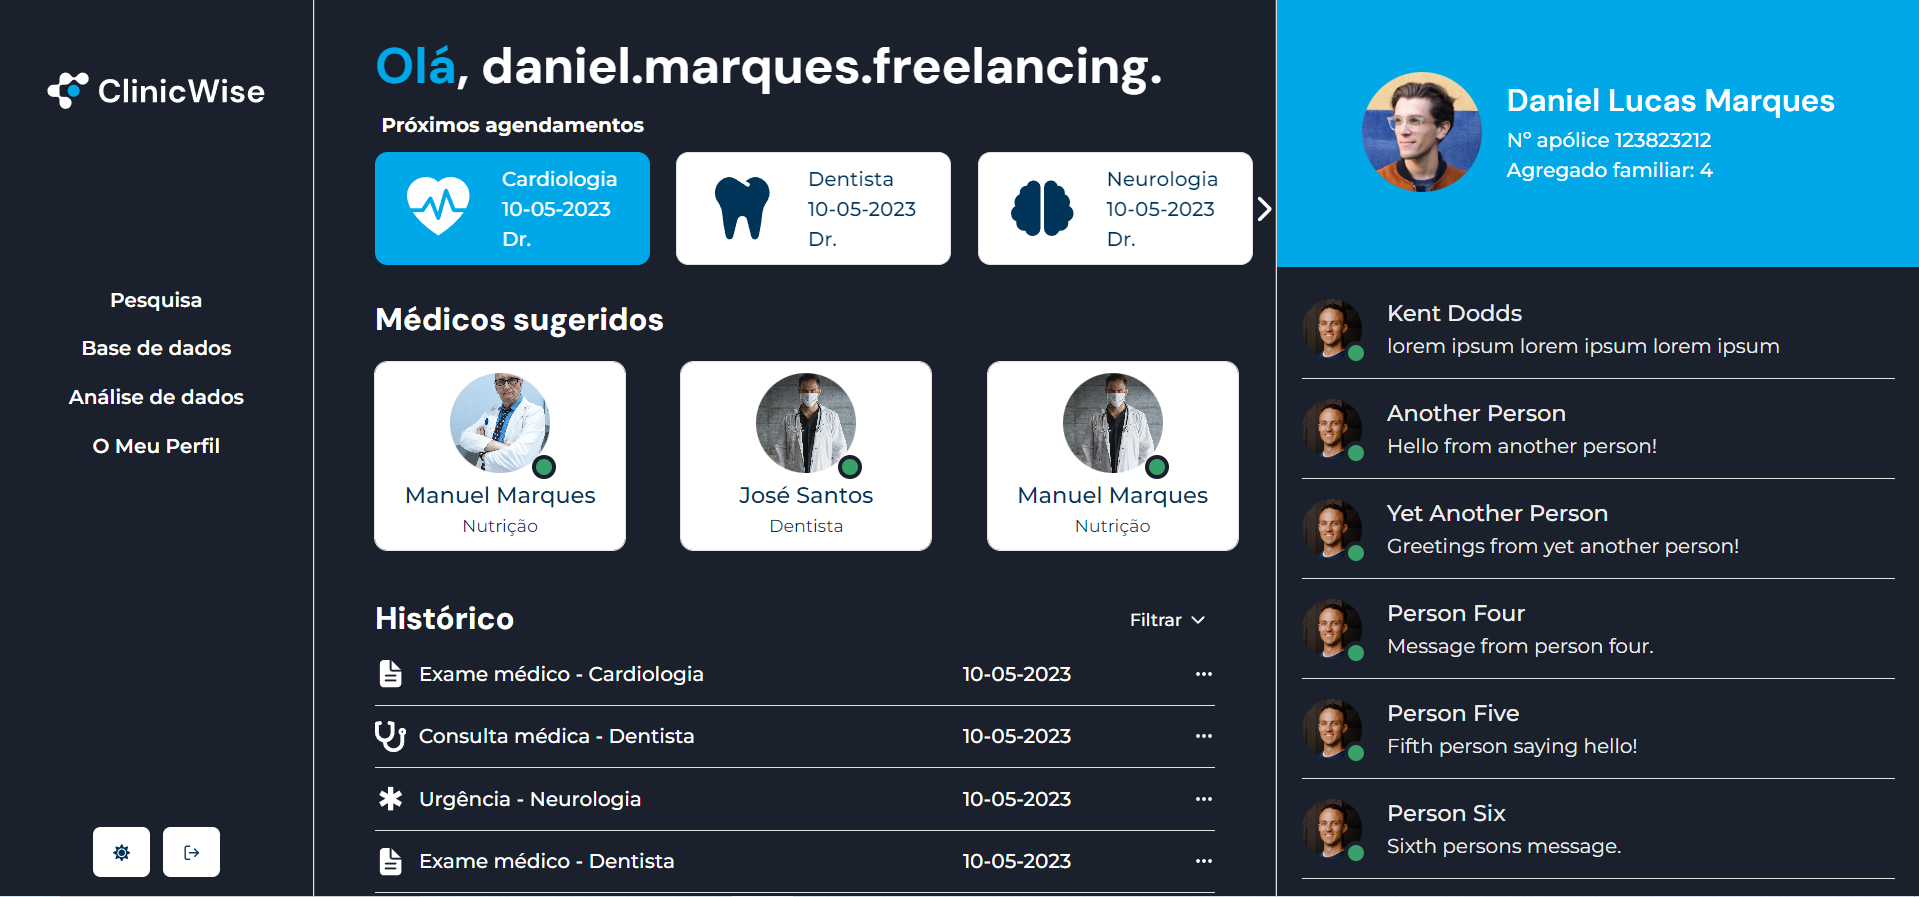 ClinicWise
Pesquisa
Base de dados
Análise de dados
O Meu Perfil
Olá, daniel.marques.freelancing.
Próximos agendamentos
Cardiologia
10-05-2023
Dr.
Dentista
10-05-2023
Dr.
Neurologia
10-05-2023
Dr.
Médicos sugeridos
Manuel Marques
Nutrição
José Santos
Dentista
Manuel Marques
Nutrição
Histórico
Filtrar
Exame médico - Cardiologia 10-05-2023
Consulta médica - Dentista 10-05-2023
Urgência - Neurologia 10-05-2023
Exame médico - Dentista 10-05-2023
Daniel Lucas Marques
Nº apólice 123823212
Agregado familiar: 4
Kent Dodds
lorem ipsum lorem ipsum lorem ipsum
Another Person
Hello from another person!
Yet Another Person
Greetings from yet another person!
Person Four
Message from person four.
Person Five
Fifth person saying hello!
Person Six
Sixth persons message.